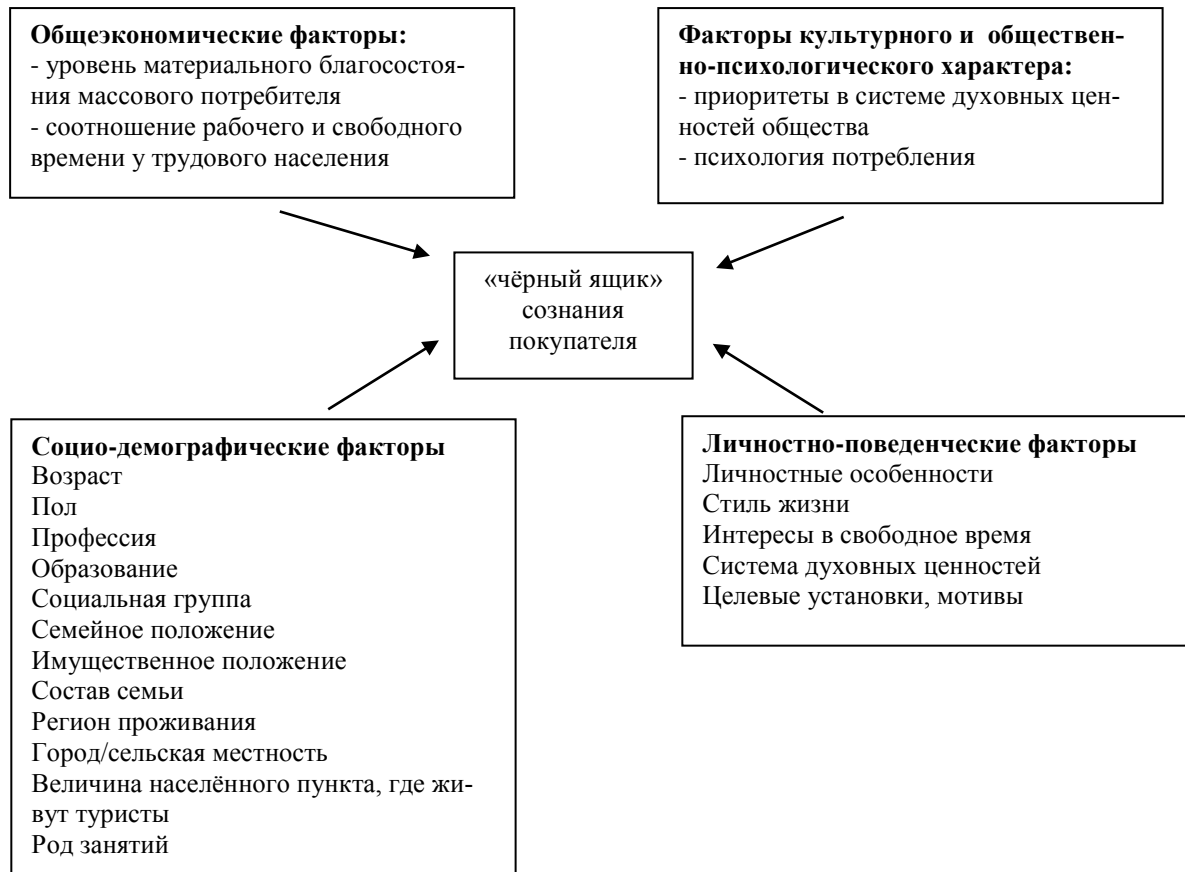 Общеэкономические факторы:
- уровень материального благосостоя-
ния массового потребителя
- соотношение рабочего и свободного
времени у трудового населения
Факторы культурного и обществен-
но-психологического характера:
- приоритеты в системе духовных цен-
ностей общества
- психология потребления
«чёрный ящик»
сознания
покупателя
Социо-демографические факторы
Возраст
Пол
Профессия
Образование
Социальная группа
Семейное положение
Имущественное положение
Состав семьи
Регион проживания
Город/сельская местность
Величина населённого пункта, где жи-
вут туристы
Род занятий
Личностно-поведенческие факторы
Личностные особенности
Стиль жизни
Интересы в свободное время
Система духовных ценностей
Целевые установки, мотивы